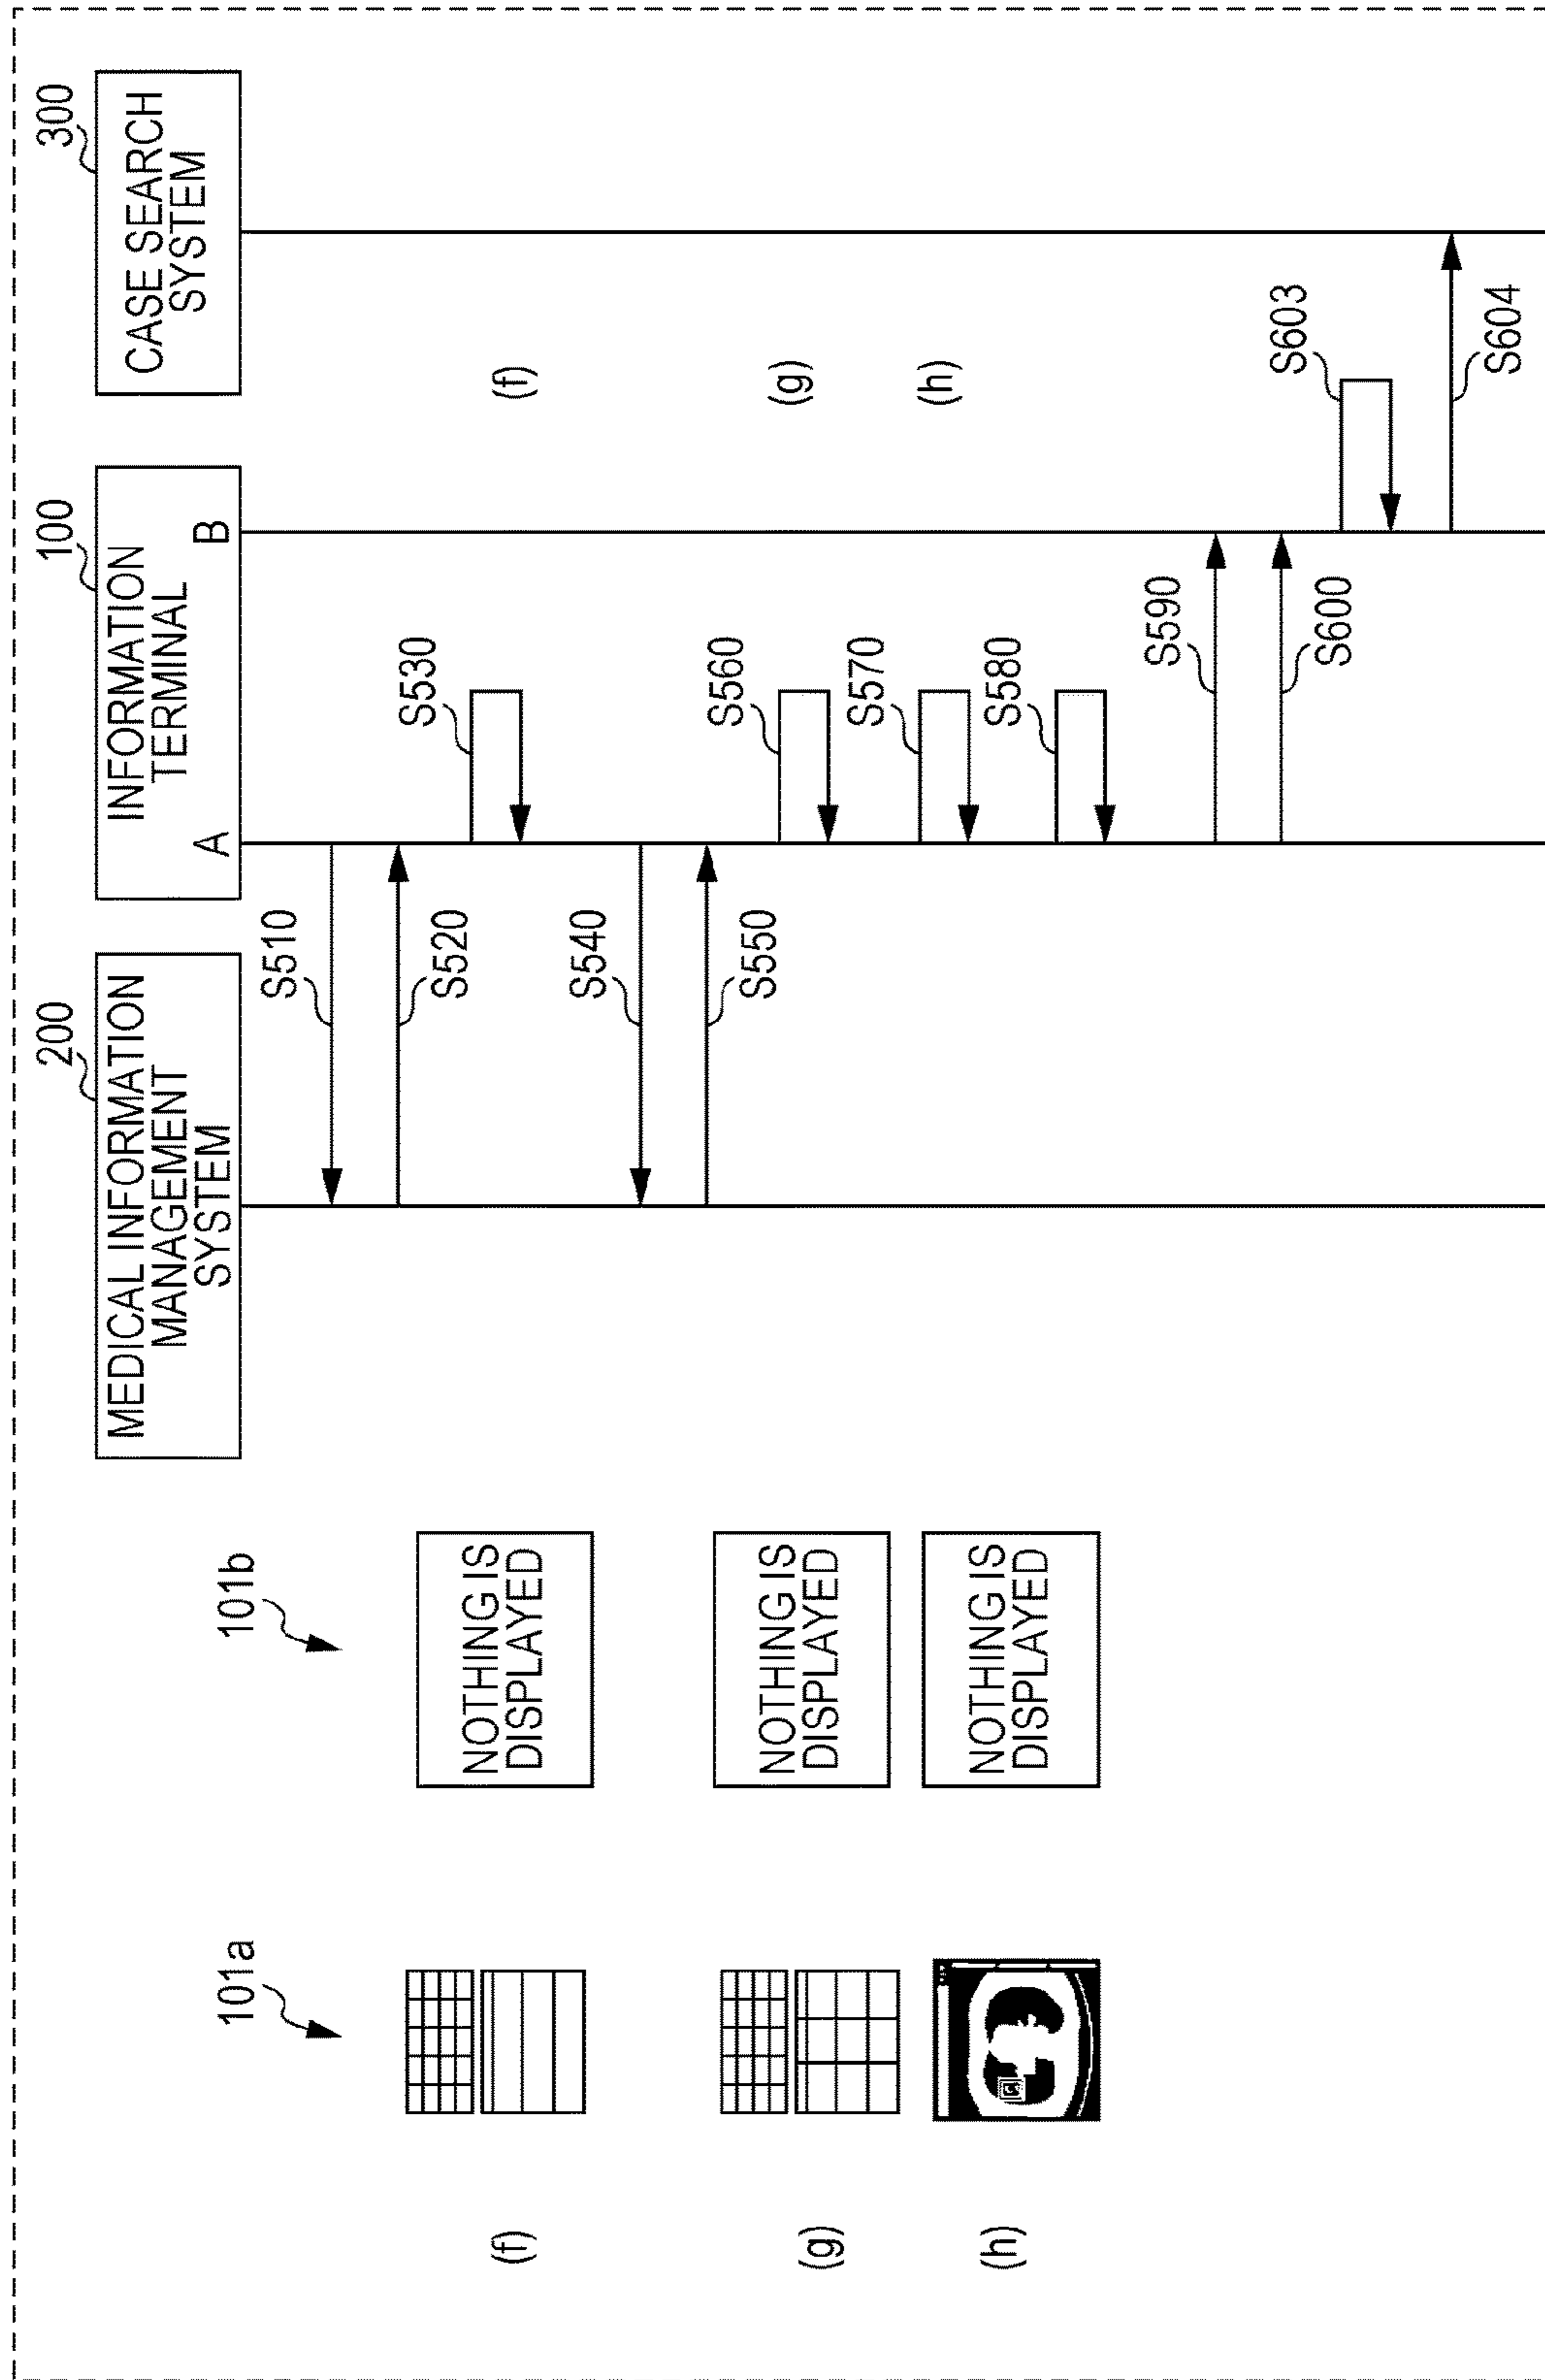 101a
101b
200
MEDICAL INFORMATION
MANAGEMENT
SYSTEM
100
INFORMATION
TERMINAL
A
B
300
CASE SEARCH
SYSTEM
S510
S520
(f)
NOTHING IS
DISPLAYED
S530
(f)
S540
S550
(g)
NOTHING IS
DISPLAYED
S560
(g)
(h)
NOTHING IS
DISPLAYED
S570
(h)
S580
S590
S600
S603
S604